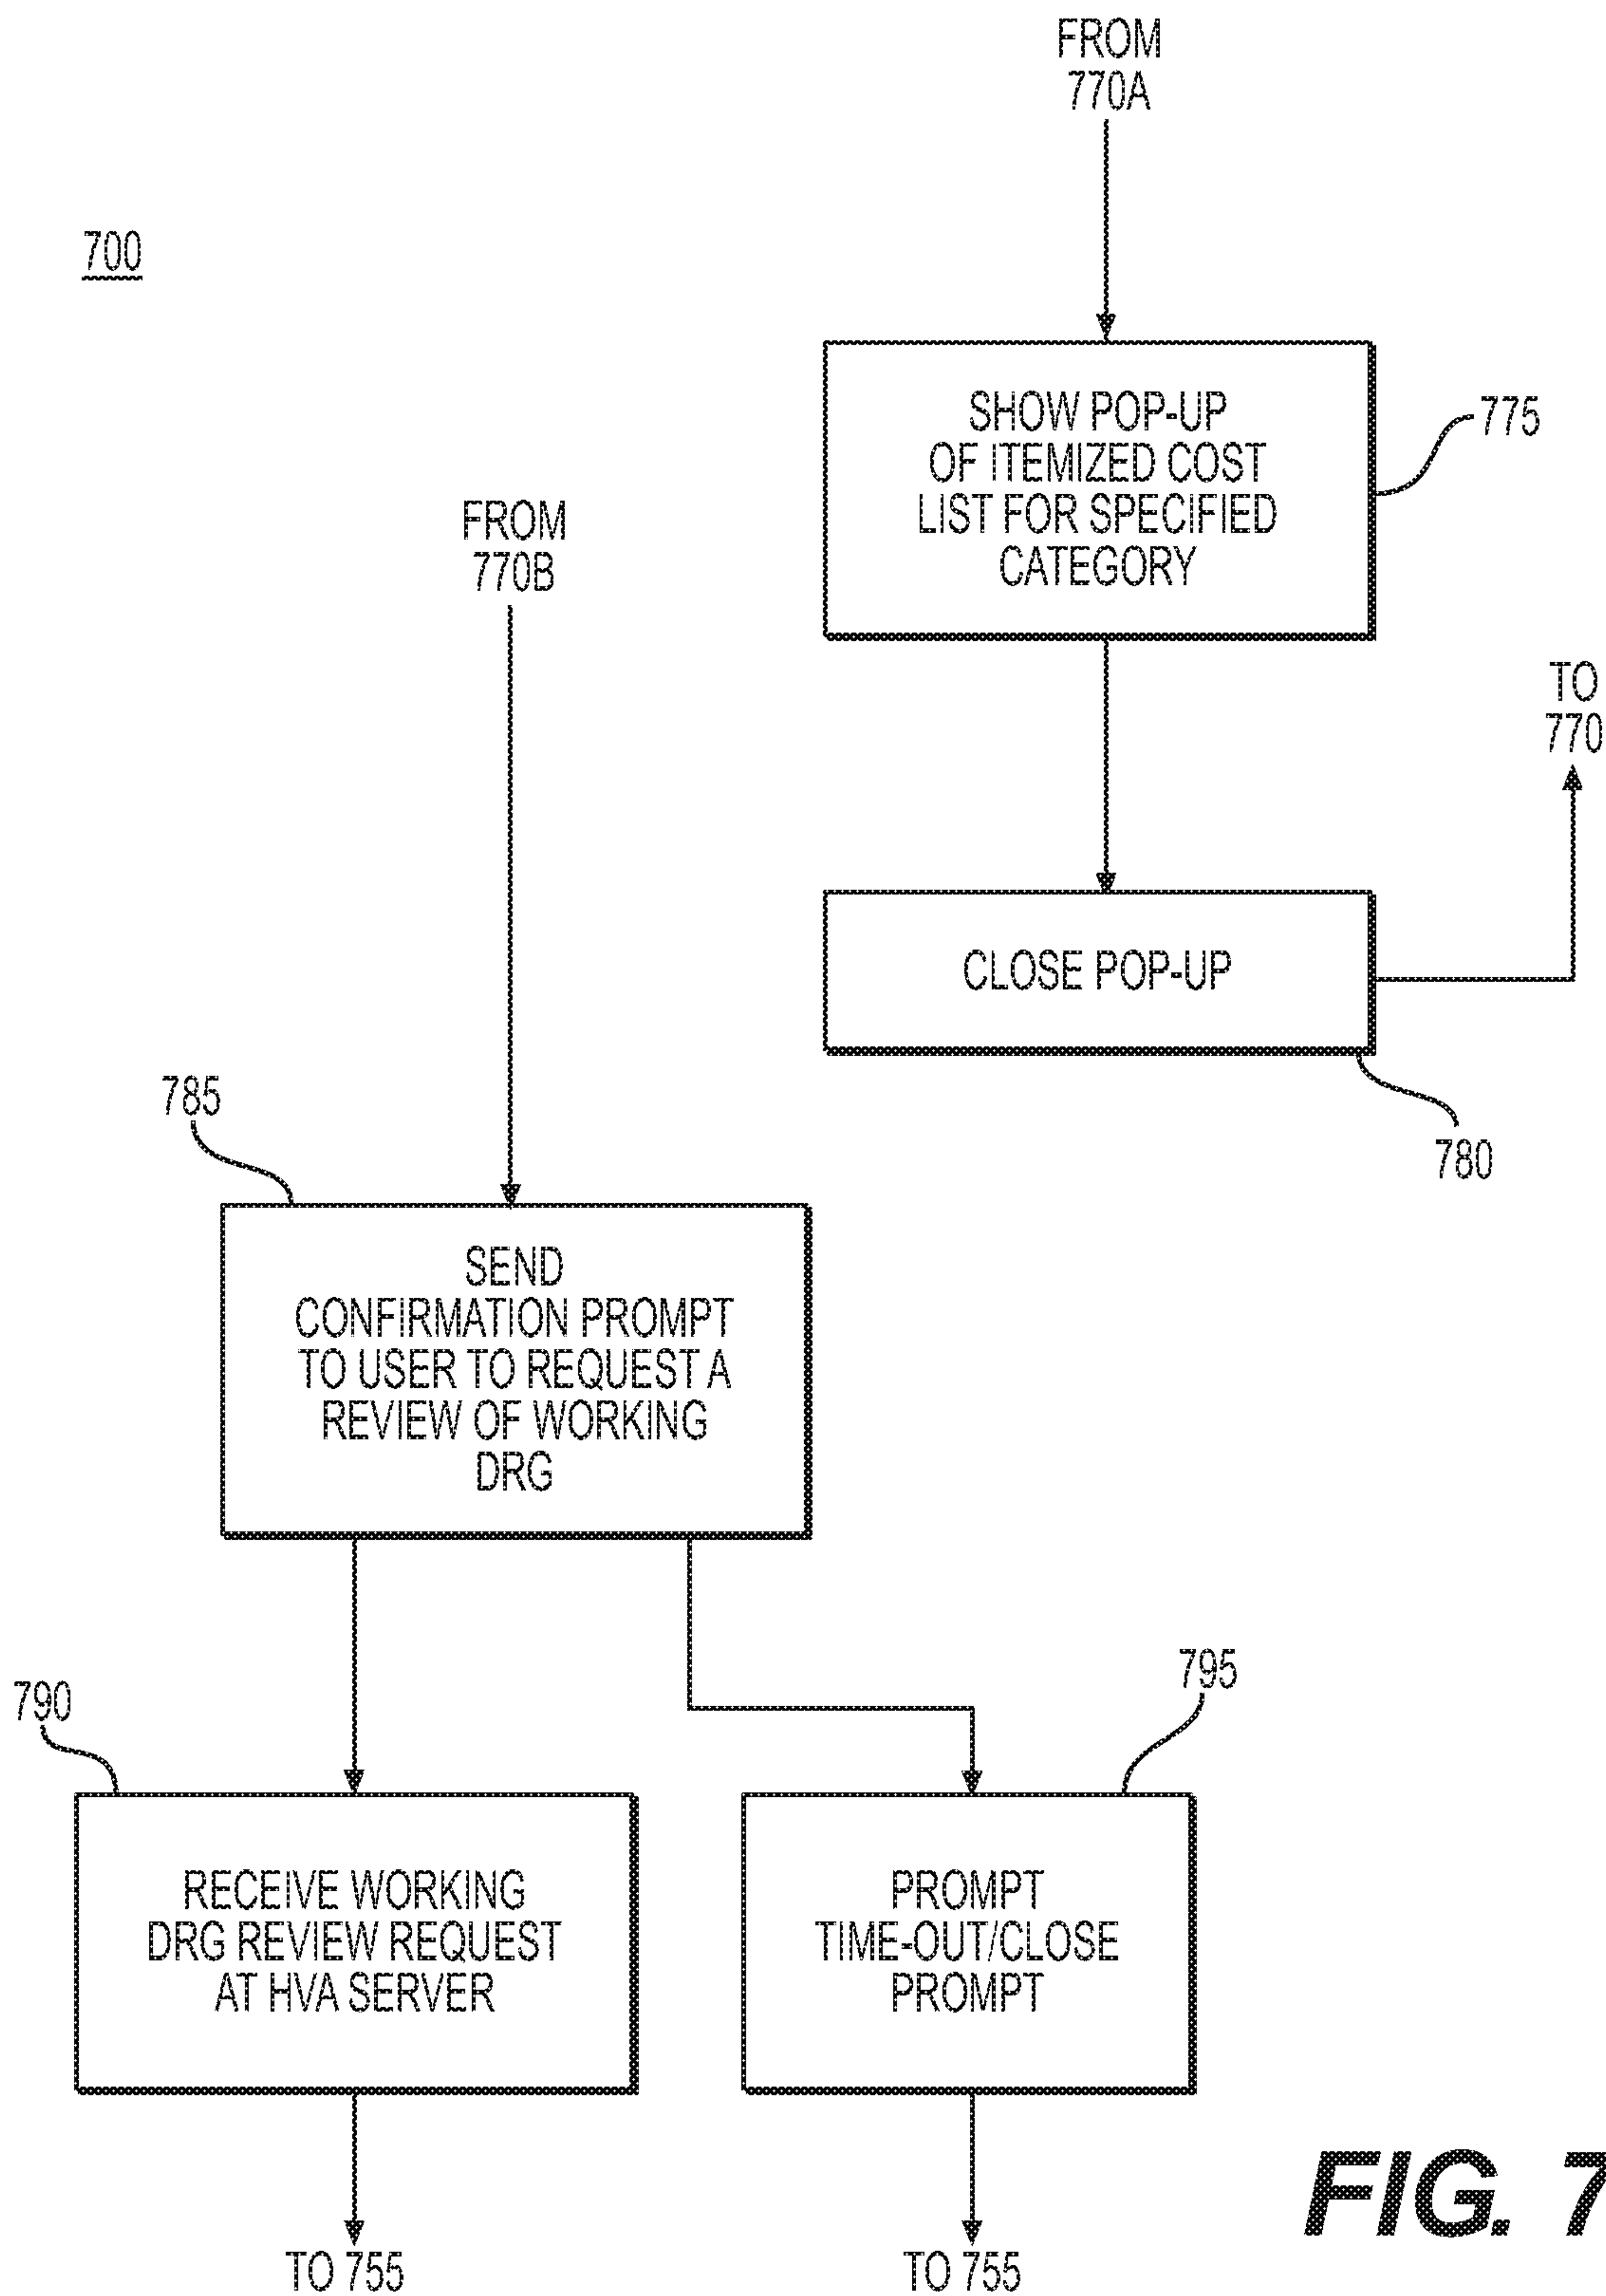 FROM
770A
700
SHOW POP-UP
OF ITEMIZED COST
LIST FOR SPECIFIED
CATEGORY
775
FROM
770B
TO
770
CLOSE POP-UP
780
785
SEND
CONFIRMATION PROMPT
TO USER TO REQUEST A
REVIEW OF WORKING
DRG
790
795
RECEIVE WORKING
DRG REVIEW REQUEST
AT HVA SERVER
PROMPT
TIME-OUT/CLOSE
PROMPT
TO 755
TO 755
FIG. 7